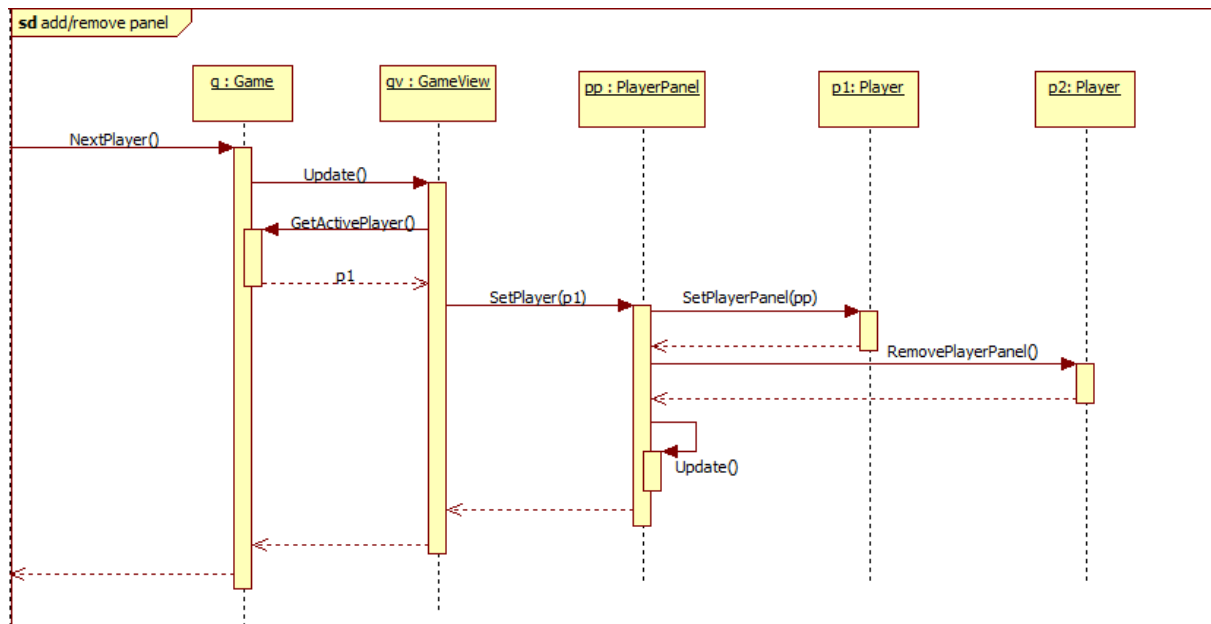 sd add/remove panel
g : Game
gv : GameView
pp : PlayerPanel
p1: Player
p2: Player
NextPlayer()
Update()
GetActivePlayer()
p1
SetPlayer(p1)
SetPlayerPanel(pp)
RemovePlayerPanel()
Update()